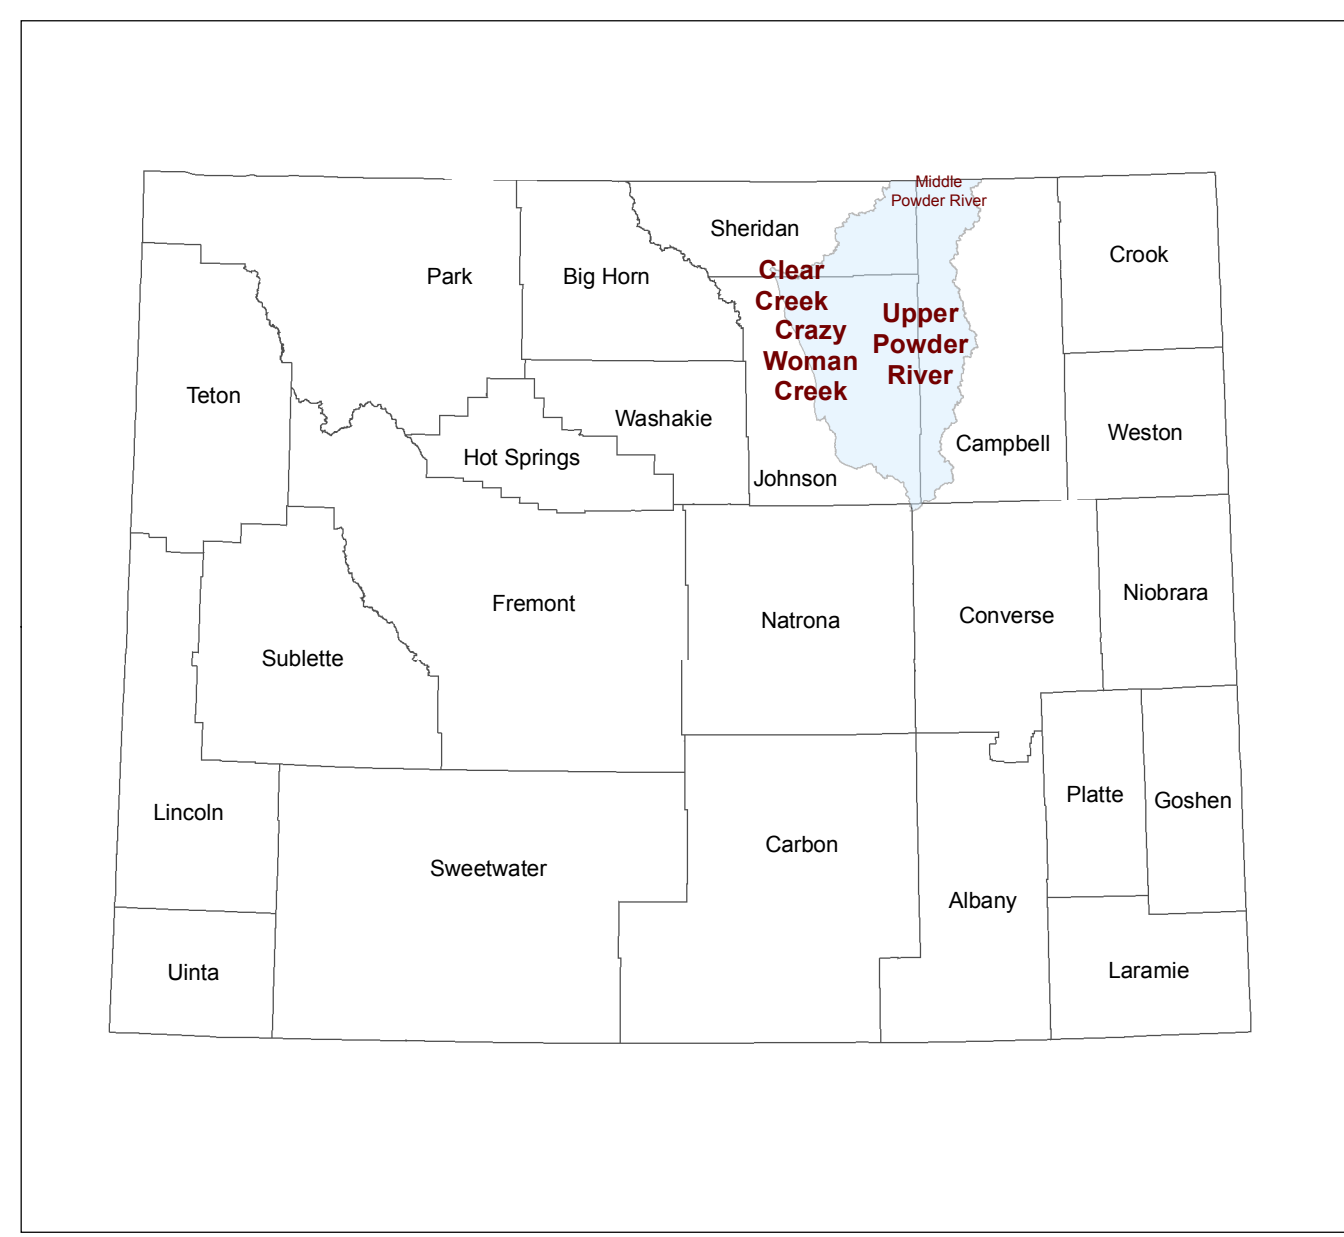 Middle
Powder River
Sheridan
Crook
Park
Big Horn
Clear
Creek
Crazy
Woman
Creek
Upper
Powder
River
Teton
Washakie
Weston
Campbell
Hot Springs
Johnson
Niobrara
Fremont
Natrona
Converse
Sublette
Platte
Goshen
Lincoln
Carbon
Sweetwater
Albany
Uinta
Laramie